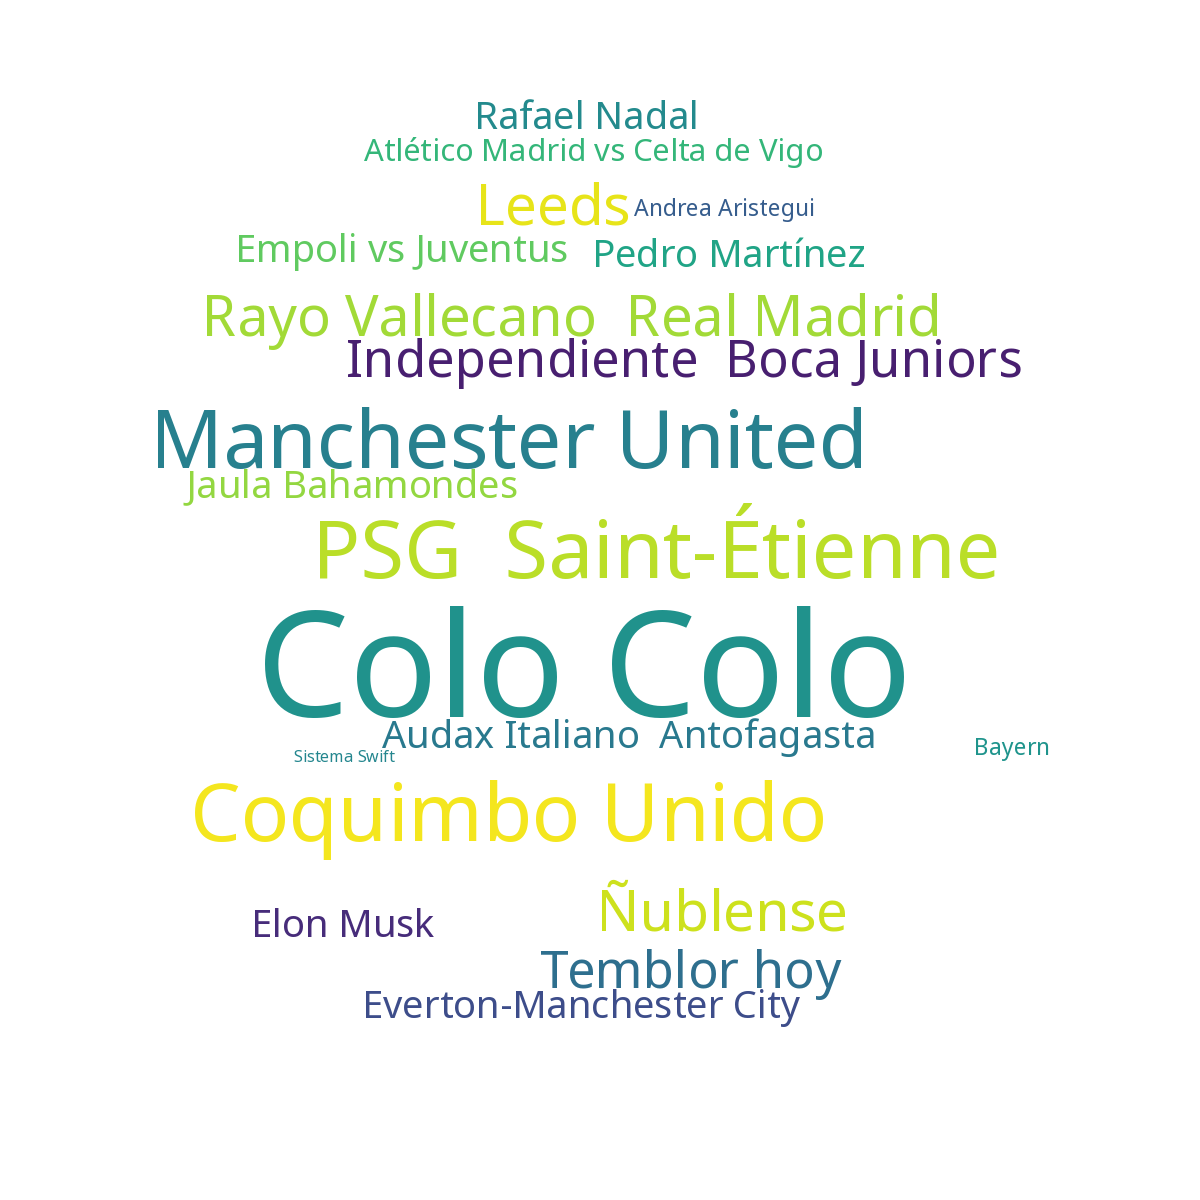 Rafael Nadal
Atlético Madrid vs Celta de Vigo
Leeds
Andrea Aristegui
Empoli vs Juventus
Pedro Martínez
Rayo Vallecano  Real Madrid
Independiente  Boca Juniors
Manchester United
Jaula Bahamondes
PSG  Saint-Étienne
Colo Colo
Audax Italiano  Antofagasta
Bayern
Sistema Swift
Coquimbo Unido
Ñublense
Elon Musk
Temblor hoy
Everton-Manchester City